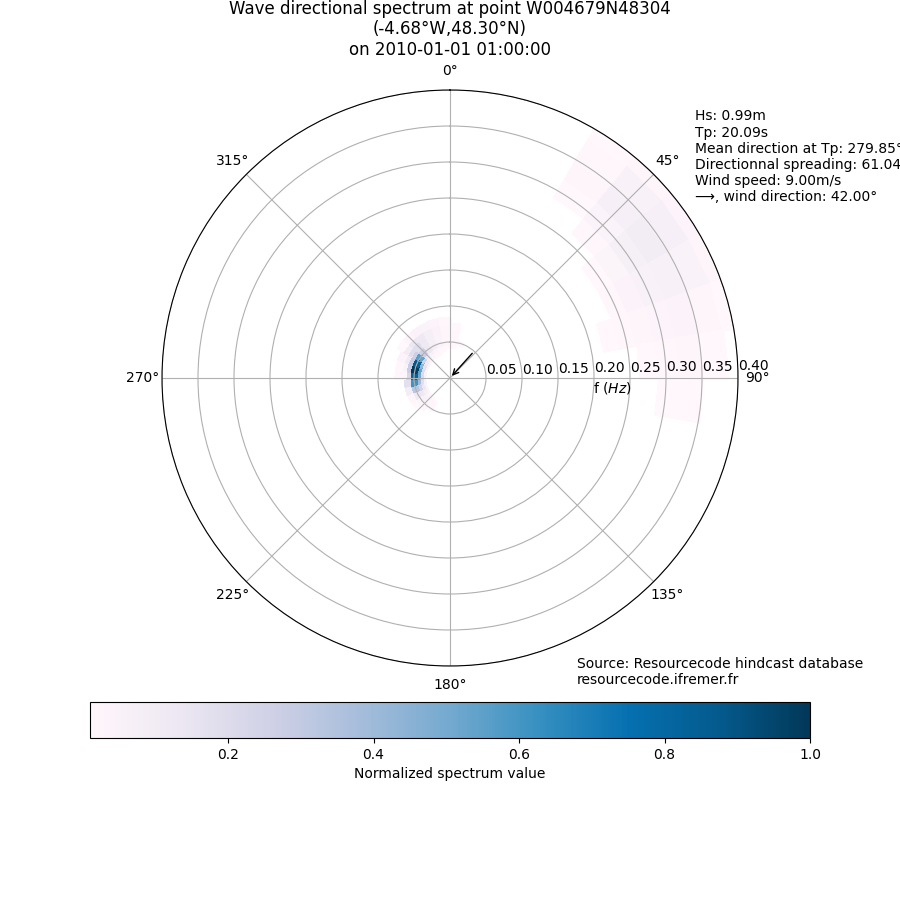 Wave directional spectrum at point W004679N48304
(-4.68°W,48.30°N)
on 2010-01-01 01:00:00
0°
Hs: 0.99m
Tp: 20.09s
Mean direction at Tp: 279.85°
Directionnal spreading: 61.04
Wind speed: 9.00m/s
⟶, wind direction: 42.00°
315°
45°
270°
0.05 0.10 0.15 0.20 0.25 0.30 0.35 0.40
90°
f (Hz)
225°
135°
180°
Source: Resourcecode hindcast database
resourcecode.ifremer.fr
0.2 0.4 0.6 0.8 1.0
Normalized spectrum value